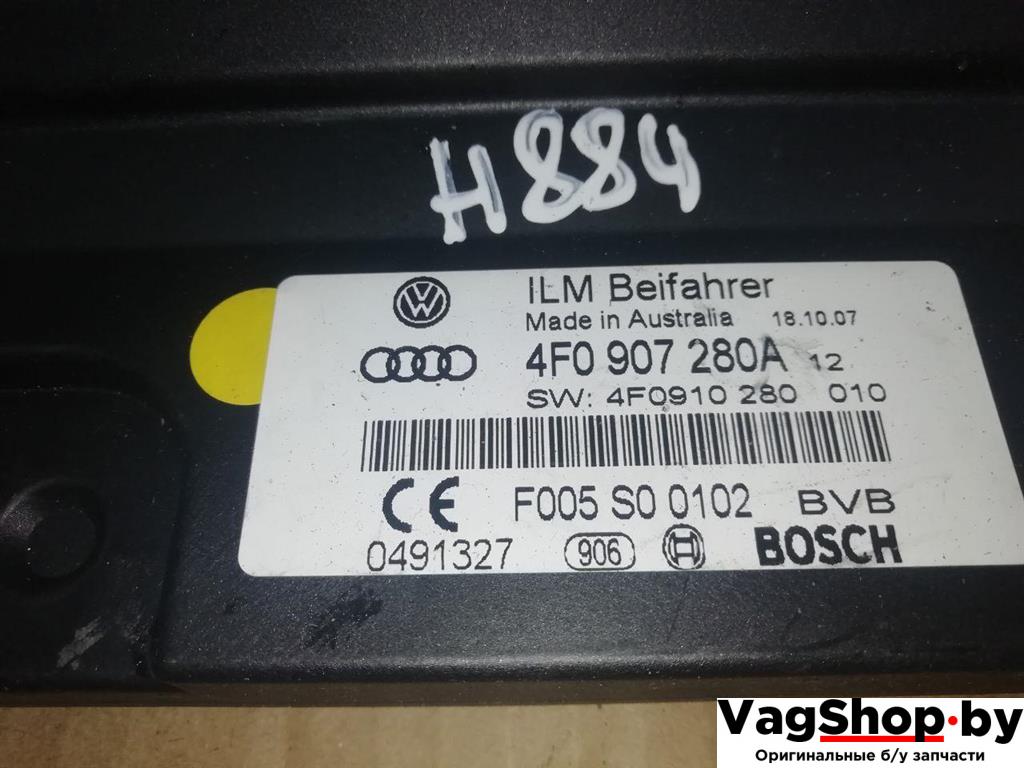 H884
ILM Beifahrer
Made in Australia 18.10.07
4F0 907 280A 12
SW: 4F0910 280 010
CE F005 S0 0102 BVB
0491327 906 BOSCH
VagShop.by
Оригинальные б/у запчасти